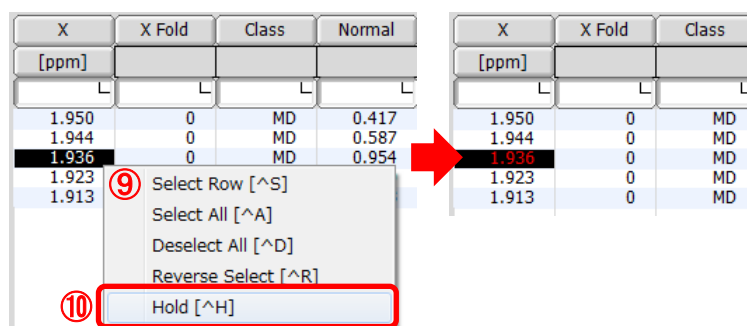 X X Fold Class Normal
[ppm]
1.950 0 MD 0.417
1.944 0 MD 0.587
1.936 0 MD 0.954
1.923
1.913
⑨ Select Row [^S]
Select All [^A]
Deselect All [^D]
Reverse Select [^R]
⑩ Hold [^H]
X X Fold Class
[ppm]
1.950 0 MD
1.944 0 MD
1.936 0 MD
1.923 0 MD
1.913 0 MD